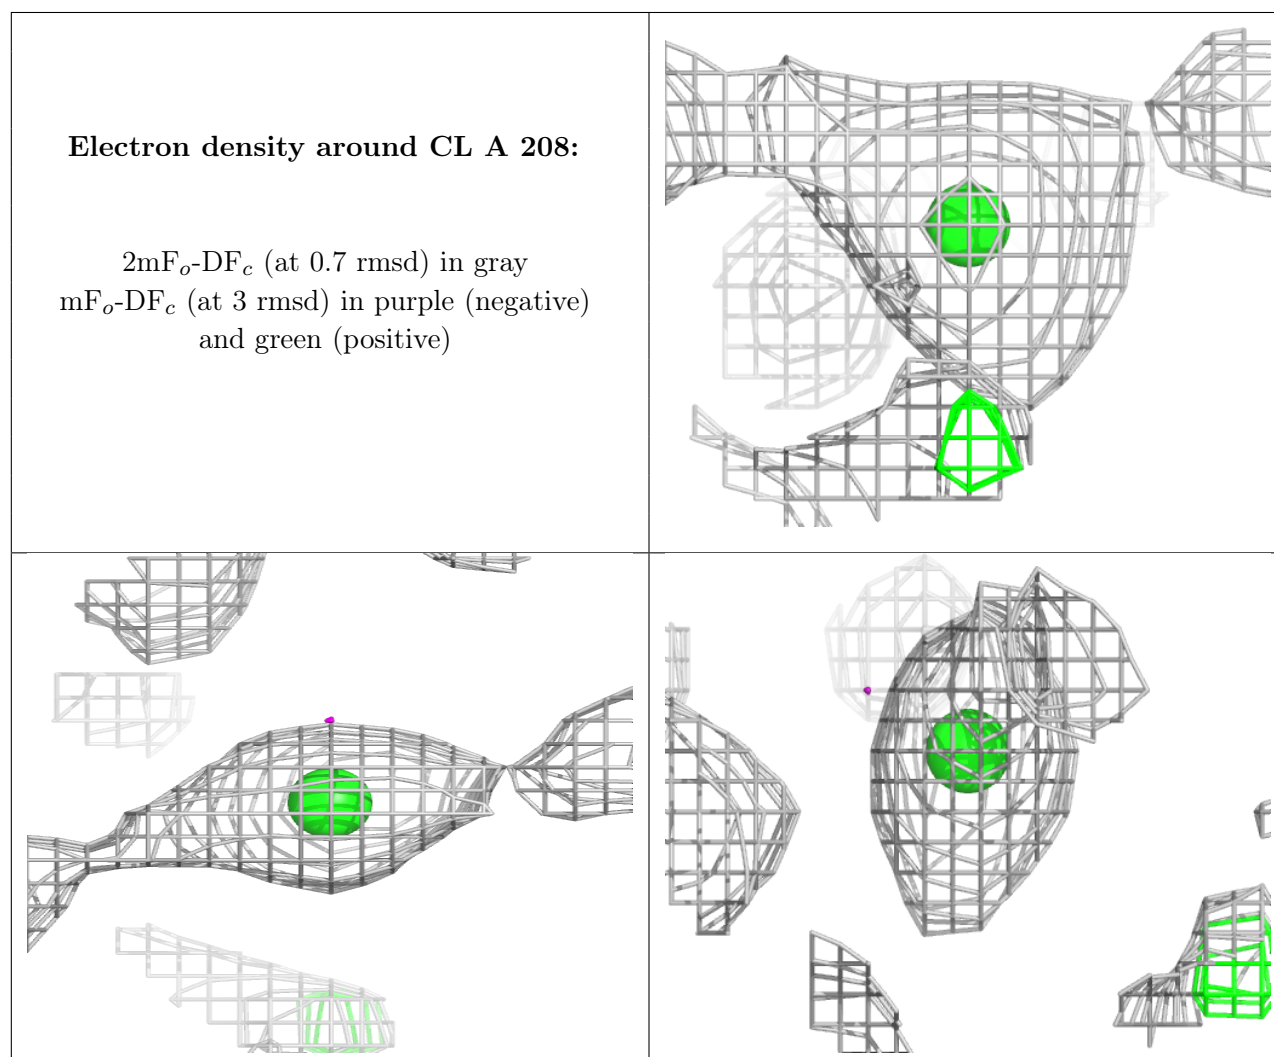 Electron density around CL A 208:
2mFo-DFc (at 0.7 rmsd) in gray
mFo-DFc (at 3 rmsd) in purple (negative)
and green (positive)